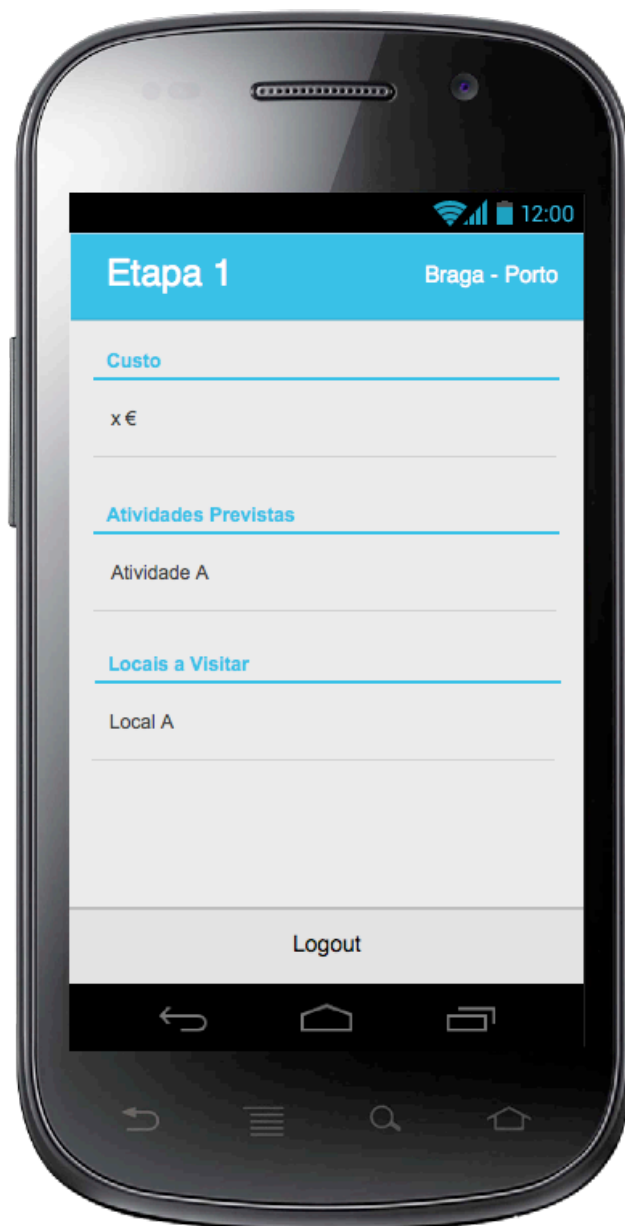 12:00
Etapa 1
Braga - Porto
Custo
x €
Atividades Previstas
Atividade A
Locais a Visitar
Local A
Logout